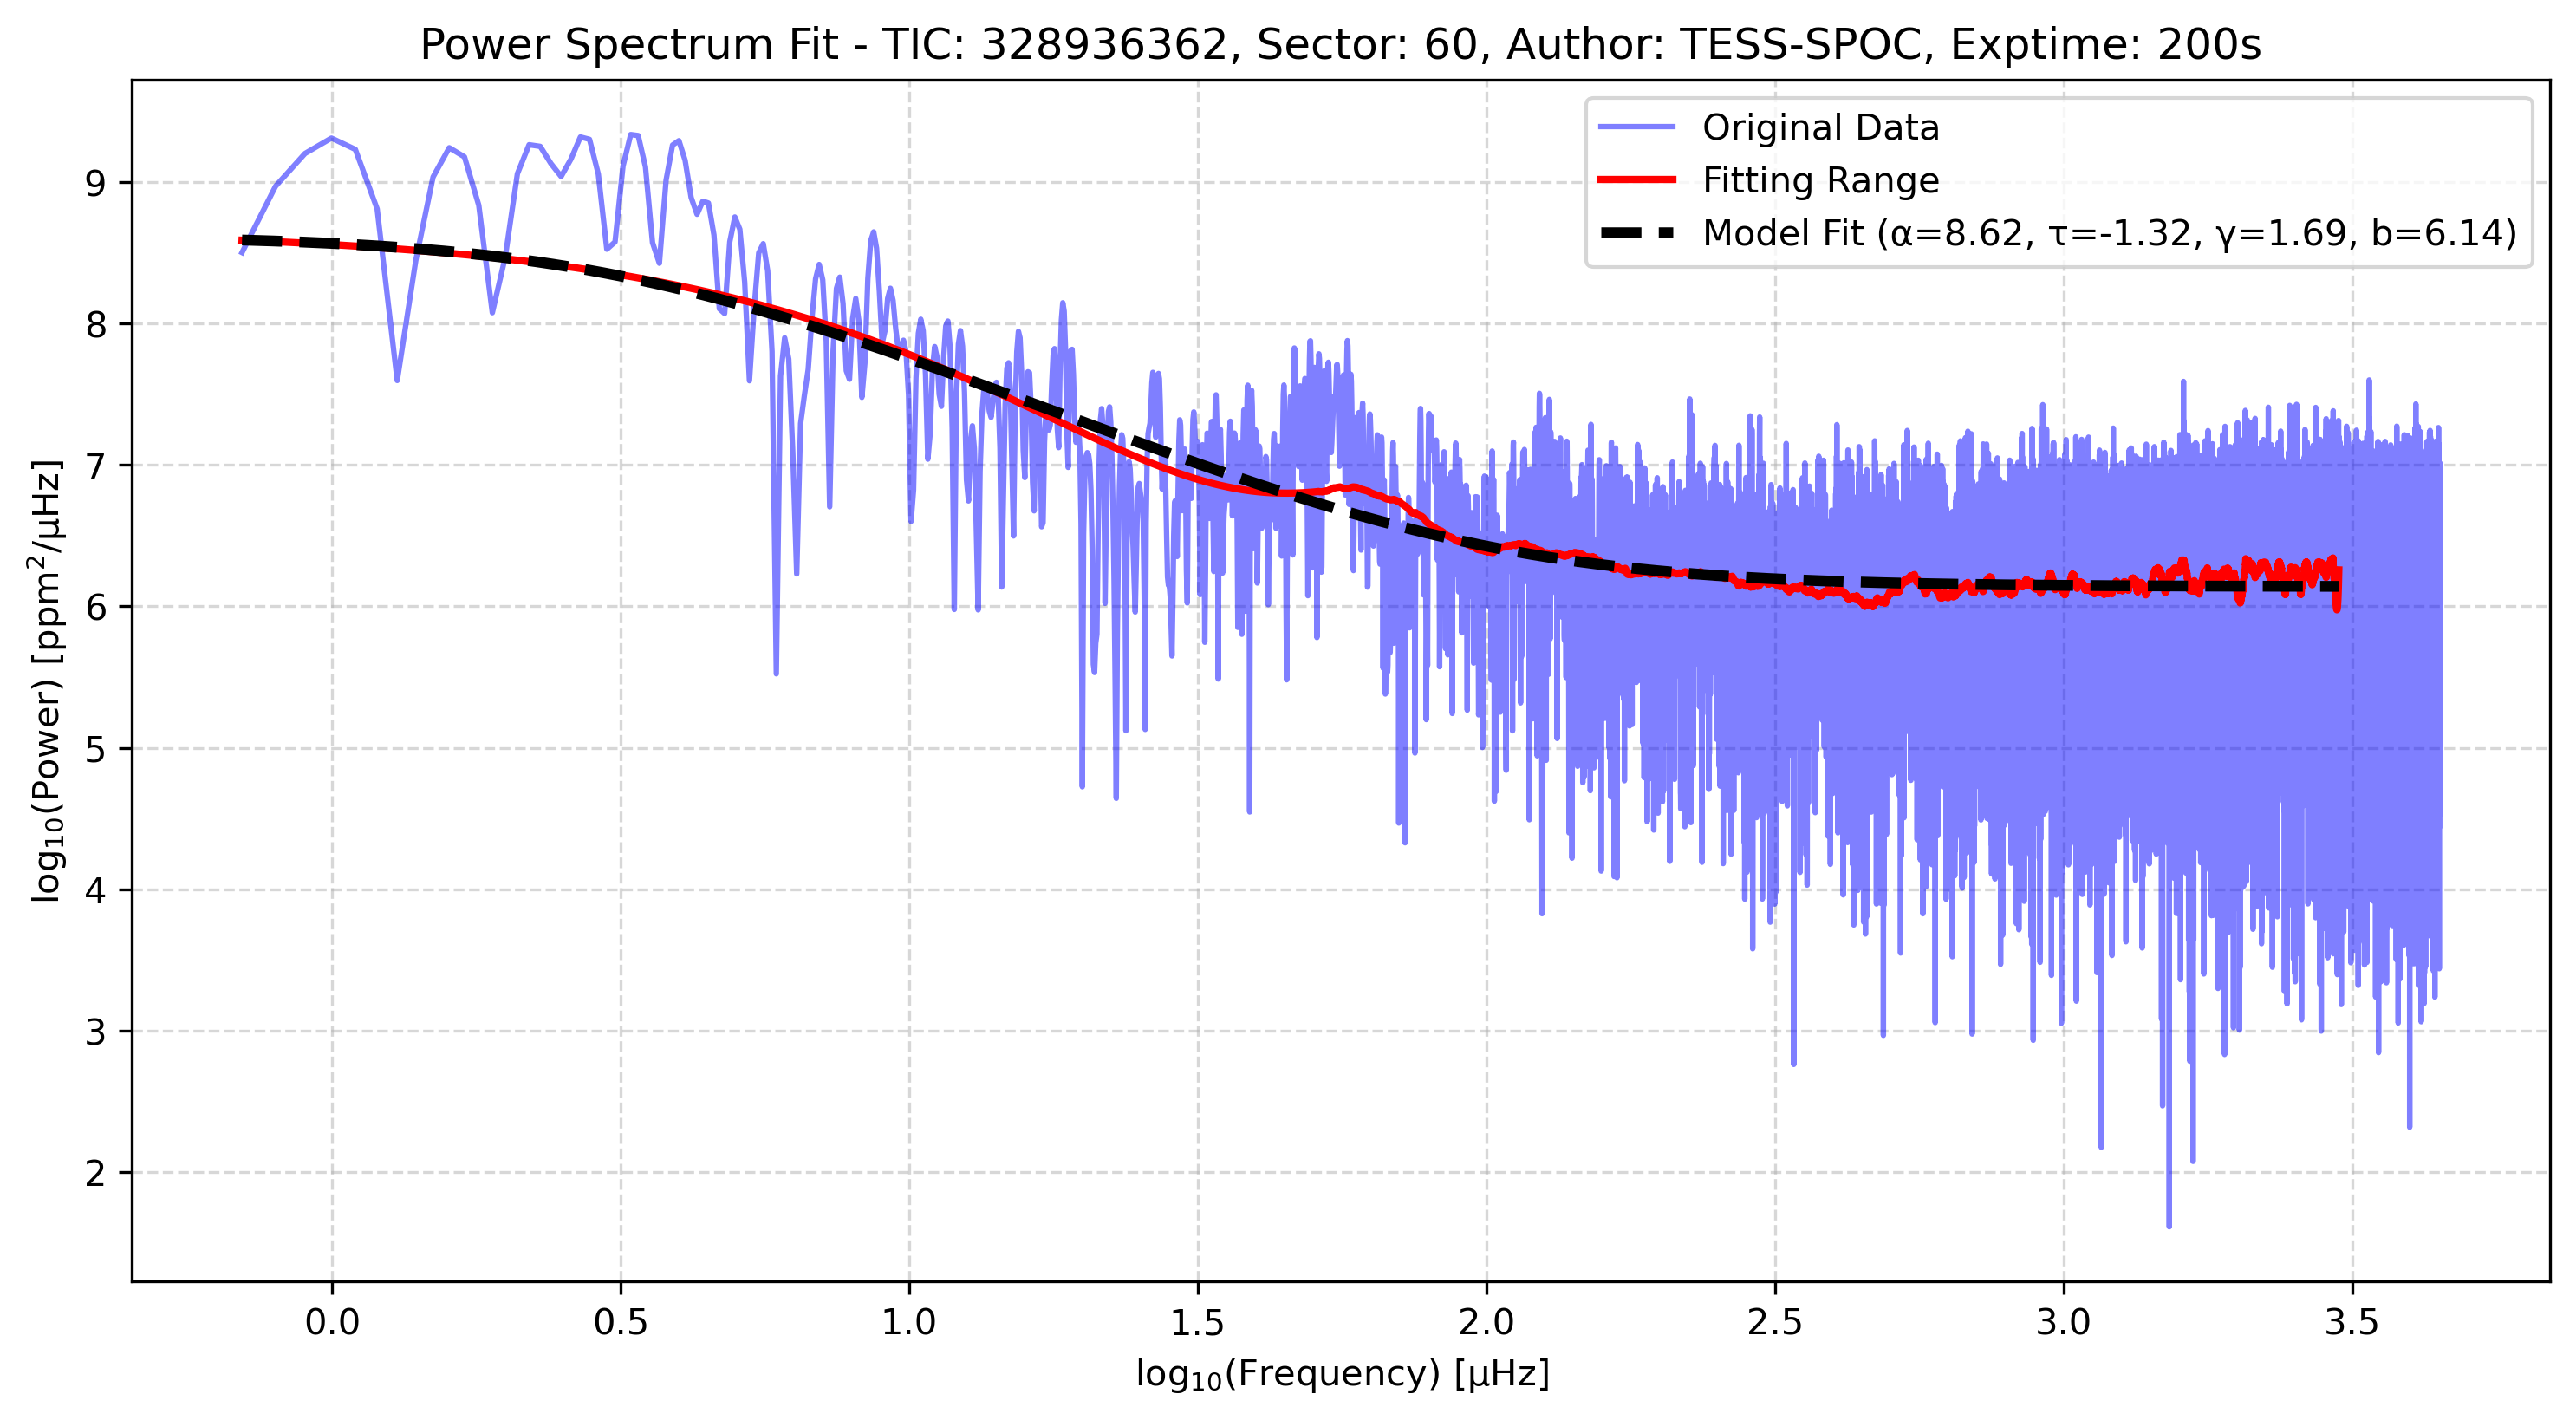 Power Spectrum Fit - TIC: 328936362, Sector: 60, Author: TESS-SPOC, Exptime: 200s
Original Data
Fitting Range
Model Fit (α=8.62, τ=-1.32, γ=1.69, b=6.14)
log₁₀(Power) [ppm²/μHz]
9
8
7
6
5
4
3
2
0.0 0.5 1.0 1.5 2.0 2.5 3.0 3.5
log₁₀(Frequency) [μHz]